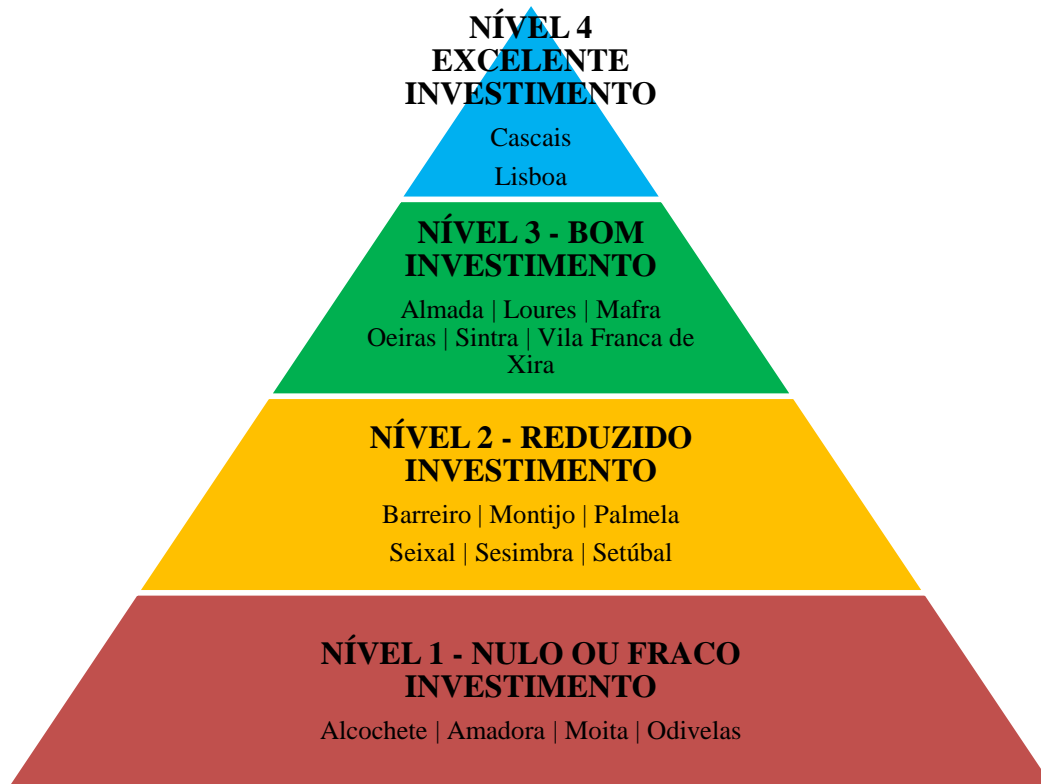 NÍVEL 4
EXCELENTE
INVESTIMENTO
Cascais
Lisboa
NÍVEL 3 - BOM
INVESTIMENTO
Almada | Loures | Mafra
Oeiras | Sintra | Vila Franca de
Xira
NÍVEL 2 - REDUZIDO
INVESTIMENTO
Barreiro | Montijo | Palmela
Seixal | Sesimbra | Setúbal
NÍVEL 1 - NULO OU FRACO
INVESTIMENTO
Alcochete | Amadora | Moita | Odivelas